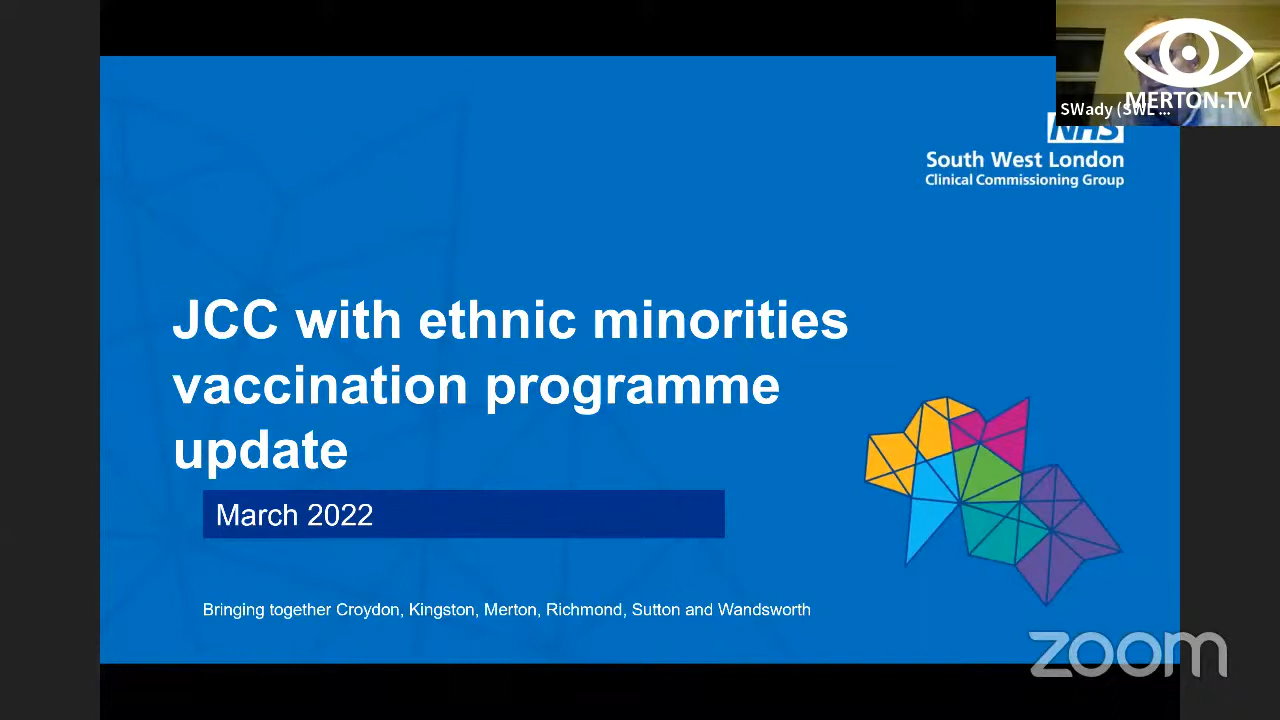 MERTON.TV
SWady (SWL ...
NHS
South West London
Clinical Commissioning Group
JCC with ethnic minorities
vaccination programme
update
March 2022
Bringing together Croydon, Kingston, Merton, Richmond, Sutton and Wandsworth
zoom